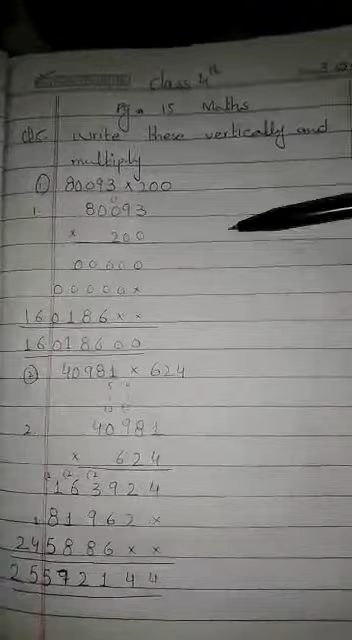 class 4th
Pg = 15 Maths
Q5. Write these vertically and
multiply
① 80093 × 200
1. 80093
× 200
00000
00000×
160186××
16018600
② 40981 × 624
2. 40981
× 624
163924
81962×
245886××
25572144